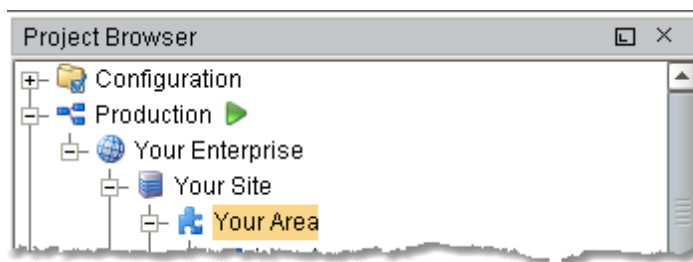 Project Browser
Configuration
Production
Your Enterprise
Your Site
Your Area